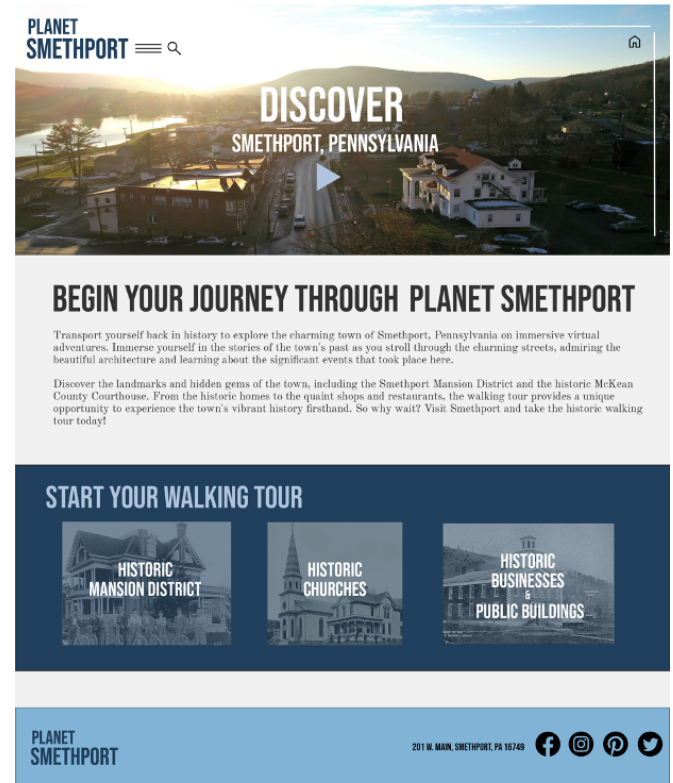 PLANET
SMETHPORT
DISCOVER
SMETHPORT, PENNSYLVANIA
BEGIN YOUR JOURNEY THROUGH PLANET SMETHPORT
Transport yourself back in history to explore the charming town of Smethport, Pennsylvania on immersive virtual
adventures. Immerse yourself in the stories of the town's past as you stroll through the charming streets, admiring the
beautiful architecture and learning about the significant events that took place here.
Discover the landmarks and hidden gems of the town, including the Smethport Mansion District and the historic McKean
County Courthouse. From the historic homes to the quaint shops and restaurants, the walking tour provides a unique
opportunity to experience the town's vibrant history firsthand. So why wait? Visit Smethport and take the historic walking
tour today!
START YOUR WALKING TOUR
HISTORIC
MANSION DISTRICT
HISTORIC
CHURCHES
HISTORIC
BUSINESSES
&
PUBLIC BUILDINGS
PLANET
SMETHPORT
201 W. MAIN, SMETHPORT, PA 16749